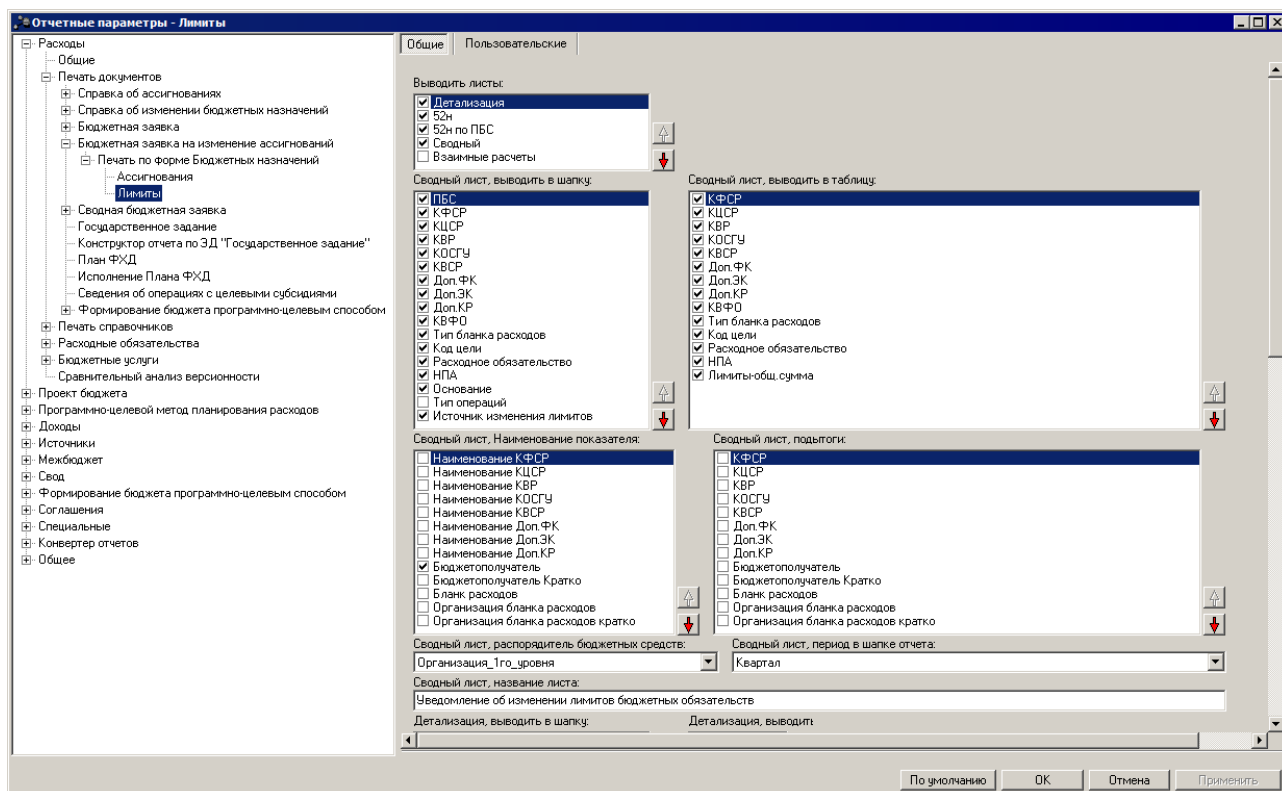 Отчетные параметры - Лимиты
Расходы
Общие
Печать документов
Справка об ассигнованиях
Справка об изменении бюджетных назначений
Бюджетная заявка
Бюджетная заявка на изменение ассигнований
Печать по форме Бюджетных назначений
Ассигнования
Лимиты
Сводная бюджетная заявка
Государственное задание
Конструктор отчета по ЭД "Государственное задание"
План ФХД
Исполнение Плана ФХД
Сведения об операциях с целевыми субсидиями
Формирование бюджета программно-целевым способом
Печать справочников
Расходные обязательства
Бюджетные услуги
Сравнительный анализ версионности
Проект бюджета
Программно-целевой метод планирования расходов
Доходы
Источники
Межбюджет
Свод
Формирование бюджета программно-целевым способом
Соглашения
Специальные
Конвертер отчетов
Общее
Общие Пользовательские
Выводить листы:
Детализация
52н
52н по ПБС
Сводный
Взаимные расчеты
Сводный лист, выводить в шапку:
ПБС
КФСР
КЦСР
КВР
КОСГУ
КВСР
Доп.ФК
Доп.ЭК
Доп.КР
КВФО
Тип бланка расходов
Код цели
Расходное обязательство
НПА
Основание
Тип операций
Источник изменения лимитов
Сводный лист, выводить в таблицу:
КФСР
КЦСР
КВР
КОСГУ
КВСР
Доп.ФК
Доп.ЭК
Доп.КР
КВФО
Тип бланка расходов
Код цели
Расходное обязательство
НПА
Лимиты-общ.сумма
Сводный лист, Наименование показателя:
Наименование КФСР
Наименование КЦСР
Наименование КВР
Наименование КОСГУ
Наименование КВСР
Наименование Доп.ФК
Наименование Доп.ЭК
Наименование Доп.КР
Бюджетополучатель
Бюджетополучатель Кратко
Бланк расходов
Организация бланка расходов
Организация бланка расходов кратко
Сводный лист, подытоги:
КФСР
КЦСР
КВР
КОСГУ
КВСР
Доп.ФК
Доп.ЭК
Доп.КР
Бюджетополучатель
Бюджетополучатель Кратко
Бланк расходов
Организация бланка расходов
Организация бланка расходов кратко
Сводный лист, распорядитель бюджетных средств:
Организация_1го_уровня
Сводный лист, период в шапке отчета:
Квартал
Сводный лист, название листа:
Уведомление об изменении лимитов бюджетных обязательств
Детализация, выводить в шапку:
Детализация, выводить
По умолчанию OK Отмена Применить